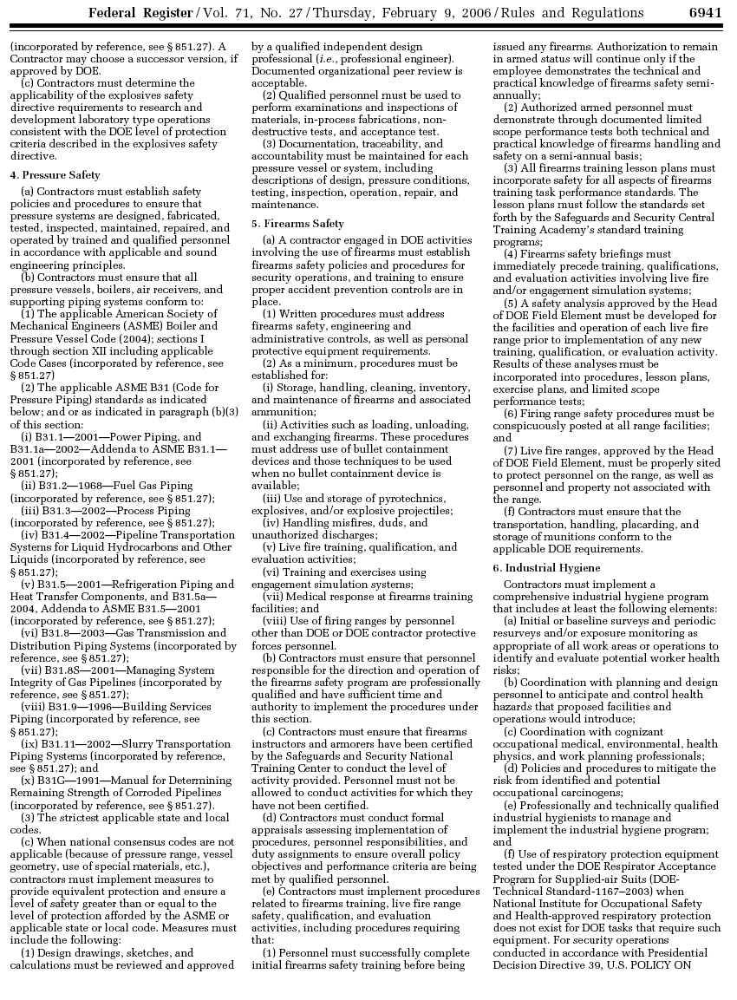 Federal Register / Vol. 71, No. 27 / Thursday, February 9, 2006 / Rules and Regulations 6941
(incorporated by reference, see § 851.27). A
Contractor may choose a successor version, if
approved by DOE.
(c) Contractors must determine the
applicability of the explosives safety
directive requirements to research and
development laboratory type operations
consistent with the DOE level of protection
criteria described in the explosives safety
directive.
4. Pressure Safety
(a) Contractors must establish safety
policies and procedures to ensure that
pressure systems are designed, fabricated,
tested, inspected, maintained, repaired, and
operated by trained and qualified personnel
in accordance with applicable and sound
engineering principles.
(b) Contractors must ensure that all
pressure vessels, boilers, air receivers, and
supporting piping systems conform to:
(1) The applicable American Society of
Mechanical Engineers (ASME) Boiler and
Pressure Vessel Code (2004); sections I
through section XII including applicable
Code Cases (incorporated by reference, see
§ 851.27)
(2) The applicable ASME B31 (Code for
Pressure Piping) standards as indicated
below; and or as indicated in paragraph (b)(3)
of this section:
(i) B31.1—2001—Power Piping, and
B31.1a—2002—Addenda to ASME B31.1—
2001 (incorporated by reference, see
§ 851.27);
(ii) B31.2—1968—Fuel Gas Piping
(incorporated by reference, see § 851.27);
(iii) B31.3—2002—Process Piping
(incorporated by reference, see § 851.27);
(iv) B31.4—2002—Pipeline Transportation
Systems for Liquid Hydrocarbons and Other
Liquids (incorporated by reference, see
§ 851.27);
(v) B31.5—2001—Refrigeration Piping and
Heat Transfer Components, and B31.5a—
2004, Addenda to ASME B31.5—2001
(incorporated by reference, see § 851.27);
(vi) B31.8—2003—Gas Transmission and
Distribution Piping Systems (incorporated by
reference, see § 851.27);
(vii) B31.8S—2001—Managing System
Integrity of Gas Pipelines (incorporated by
reference, see § 851.27);
(viii) B31.9—1996—Building Services
Piping (incorporated by reference, see
§ 851.27);
(ix) B31.11—2002—Slurry Transportation
Piping Systems (incorporated by reference,
see § 851.27); and
(x) B31G—1991—Manual for Determining
Remaining Strength of Corroded Pipelines
(incorporated by reference, see § 851.27).
(3) The strictest applicable state and local
codes.
(c) When national consensus codes are not
applicable (because of pressure range, vessel
geometry, use of special materials, etc.),
contractors must implement measures to
provide equivalent protection and ensure a
level of safety greater than or equal to the
level of protection afforded by the ASME or
applicable state or local code. Measures must
include the following:
(1) Design drawings, sketches, and
calculations must be reviewed and approved
by a qualified independent design
professional (i.e., professional engineer).
Documented organizational peer review is
acceptable.
(2) Qualified personnel must be used to
perform examinations and inspections of
materials, in-process fabrications, non-
destructive tests, and acceptance test.
(3) Documentation, traceability, and
accountability must be maintained for each
pressure vessel or system, including
descriptions of design, pressure conditions,
testing, inspection, operation, repair, and
maintenance.
5. Firearms Safety
(a) A contractor engaged in DOE activities
involving the use of firearms must establish
firearms safety policies and procedures for
security operations, and training to ensure
proper accident prevention controls are in
place.
(1) Written procedures must address
firearms safety, engineering and
administrative controls, as well as personal
protective equipment requirements.
(2) As a minimum, procedures must be
established for:
(i) Storage, handling, cleaning, inventory,
and maintenance of firearms and associated
ammunition;
(ii) Activities such as loading, unloading,
and exchanging firearms. These procedures
must address use of bullet containment
devices and those techniques to be used
when no bullet containment device is
available;
(iii) Use and storage of pyrotechnics,
explosives, and/or explosive projectiles;
(iv) Handling misfires, duds, and
unauthorized discharges;
(v) Live fire training, qualification, and
evaluation activities;
(vi) Training and exercises using
engagement simulation systems;
(vii) Medical response at firearms training
facilities; and
(viii) Use of firing ranges by personnel
other than DOE or DOE contractor protective
forces personnel.
(b) Contractors must ensure that personnel
responsible for the direction and operation of
the firearms safety program are professionally
qualified and have sufficient time and
authority to implement the procedures under
this section.
(c) Contractors must ensure that firearms
instructors and armorers have been certified
by the Safeguards and Security National
Training Center to conduct the level of
activity provided. Personnel must not be
allowed to conduct activities for which they
have not been certified.
(d) Contractors must conduct formal
appraisals assessing implementation of
procedures, personnel responsibilities, and
duty assignments to ensure overall policy
objectives and performance criteria are being
met by qualified personnel.
(e) Contractors must implement procedures
related to firearms training, live fire range
safety, qualification, and evaluation
activities, including procedures requiring
that:
(1) Personnel must successfully complete
initial firearms safety training before being
issued any firearms. Authorization to remain
in armed status will continue only if the
employee demonstrates the technical and
practical knowledge of firearms safety semi-
annually;
(2) Authorized armed personnel must
demonstrate through documented limited
scope performance tests both technical and
practical knowledge of firearms handling and
safety on a semi-annual basis;
(3) All firearms training lesson plans must
incorporate safety for all aspects of firearms
training task performance standards. The
lesson plans must follow the standards set
forth by the Safeguards and Security Central
Training Academy's standard training
programs;
(4) Firearms safety briefings must
immediately precede training, qualifications,
and evaluation activities involving live fire
and/or engagement simulation systems;
(5) A safety analysis approved by the Head
of DOE Field Element must be developed for
the facilities and operation of each live fire
range prior to implementation of any new
training, qualification, or evaluation activity.
Results of these analyses must be
incorporated into procedures, lesson plans,
exercise plans, and limited scope
performance tests;
(6) Firing range safety procedures must be
conspicuously posted at all range facilities;
and
(7) Live fire ranges, approved by the Head
of DOE Field Element, must be properly sited
to protect personnel on the range, as well as
personnel and property not associated with
the range.
(f) Contractors must ensure that the
transportation, handling, placarding, and
storage of munitions conform to the
applicable DOE requirements.
6. Industrial Hygiene
Contractors must implement a
comprehensive industrial hygiene program
that includes at least the following elements:
(a) Initial or baseline surveys and periodic
resurveys and/or exposure monitoring as
appropriate of all work areas or operations to
identify and evaluate potential worker health
risks;
(b) Coordination with planning and design
personnel to anticipate and control health
hazards that proposed facilities and
operations would introduce;
(c) Coordination with cognizant
occupational medical, environmental, health
physics, and work planning professionals;
(d) Policies and procedures to mitigate the
risk from identified and potential
occupational carcinogens;
(e) Professionally and technically qualified
industrial hygienists to manage and
implement the industrial hygiene program;
and
(f) Use of respiratory protection equipment
tested under the DOE Respirator Acceptance
Program for Supplied-air Suits (DOE-
Technical Standard-1167–2003) when
National Institute for Occupational Safety
and Health-approved respiratory protection
does not exist for DOE tasks that require such
equipment. For security operations
conducted in accordance with Presidential
Decision Directive 39, U.S. POLICY ON